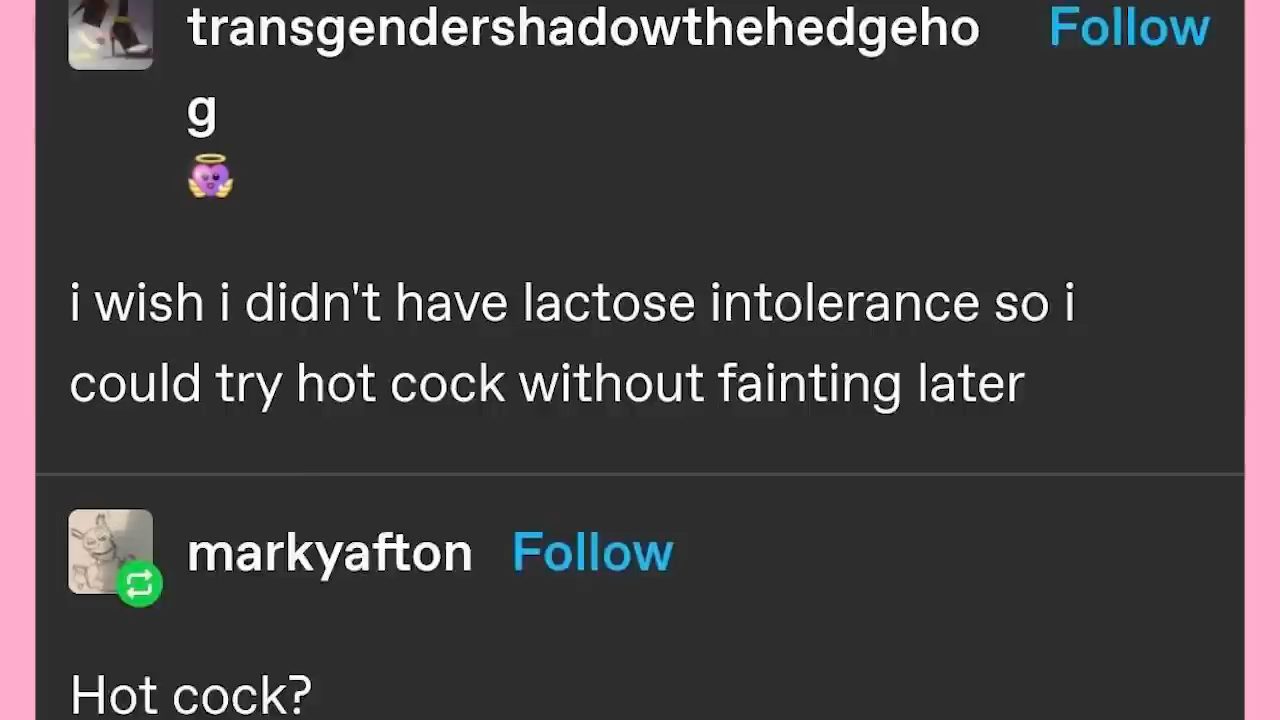 transgendershadowthehedgeho Follow
g
i wish i didn't have lactose intolerance so i
could try hot cock without fainting later
markyafton Follow
Hot cock?